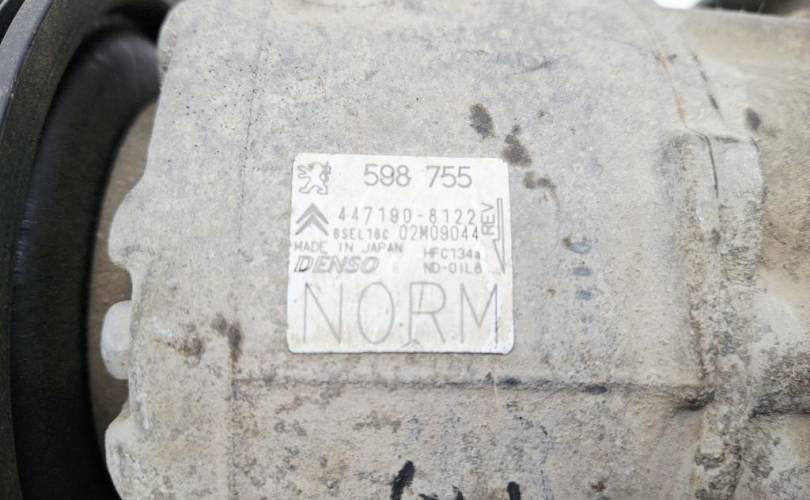 598 755
447190-8122
6SEL16C 02M09044
REV
MADE IN JAPAN HFC134a
DENSO ND-OIL8
NORM